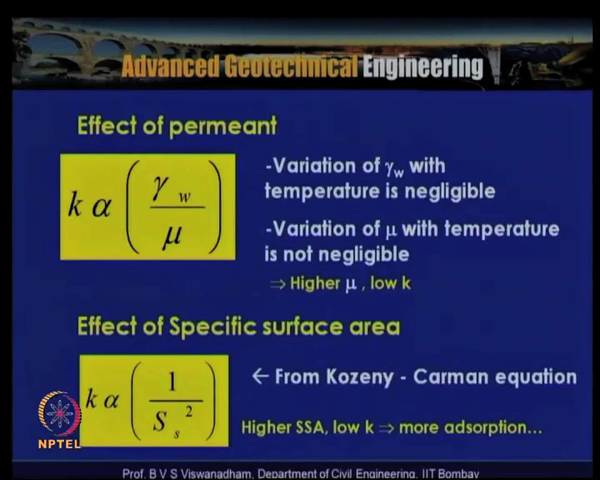 Advanced Geotechnical Engineering
Effect of permeant
k α ( γ w / μ )
-Variation of γw with
temperature is negligible
-Variation of μ with temperature
is not negligible
⇒ Higher μ , low k
Effect of Specific surface area
k α ( 1 / S s 2 )
← From Kozeny - Carman equation
Higher SSA, low k ⇒ more adsorption...
NPTEL
Prof. B V S Viswanadham, Department of Civil Engineering, IIT Bombay